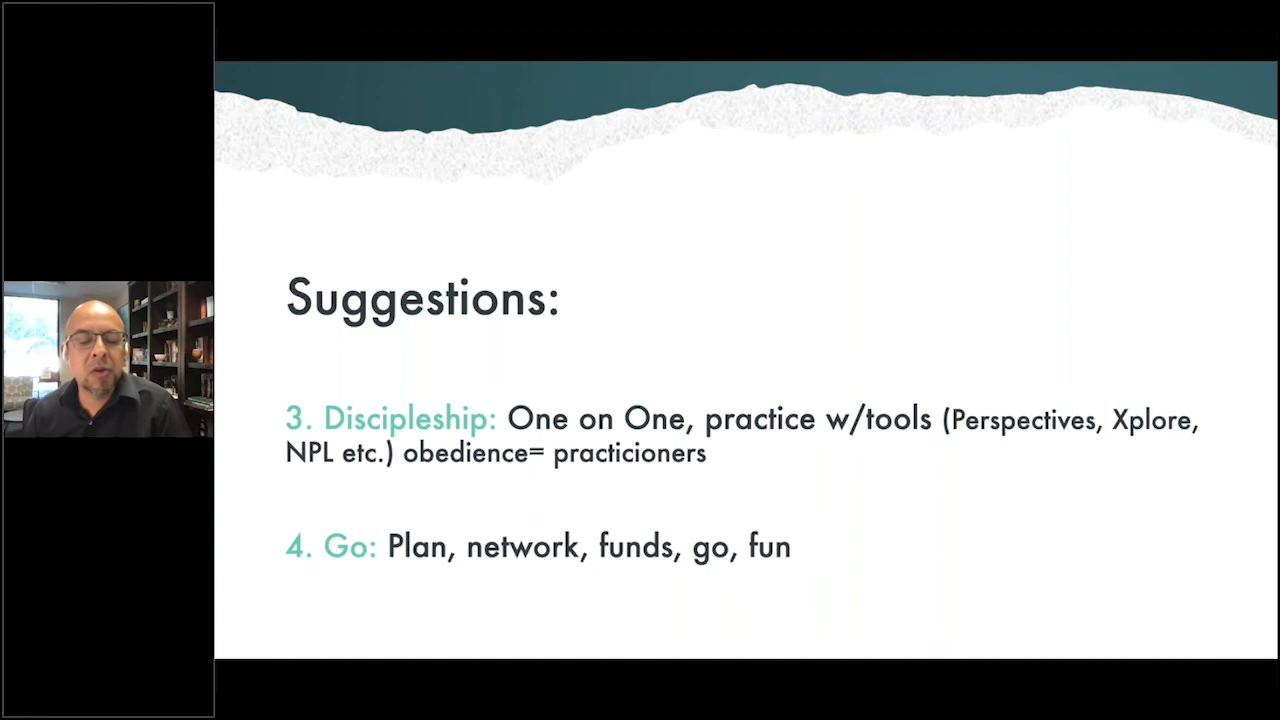 Suggestions:
3. Discipleship: One on One, practice w/tools (Perspectives, Xplore,
NPL etc.) obedience= practicioners
4. Go: Plan, network, funds, go, fun